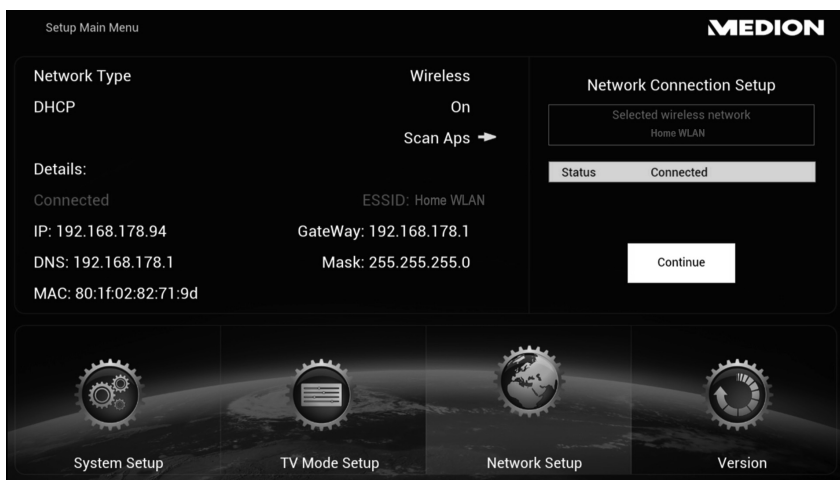 Setup Main Menu
MEDION
Network Type Wireless
DHCP On
Scan Aps
Details:
Connected ESSID: Home WLAN
IP: 192.168.178.94 GateWay: 192.168.178.1
DNS: 192.168.178.1 Mask: 255.255.255.0
MAC: 80:1f:02:82:71:9d
Network Connection Setup
Selected wireless network
Home WLAN
Status Connected
Continue
System Setup TV Mode Setup Network Setup Version